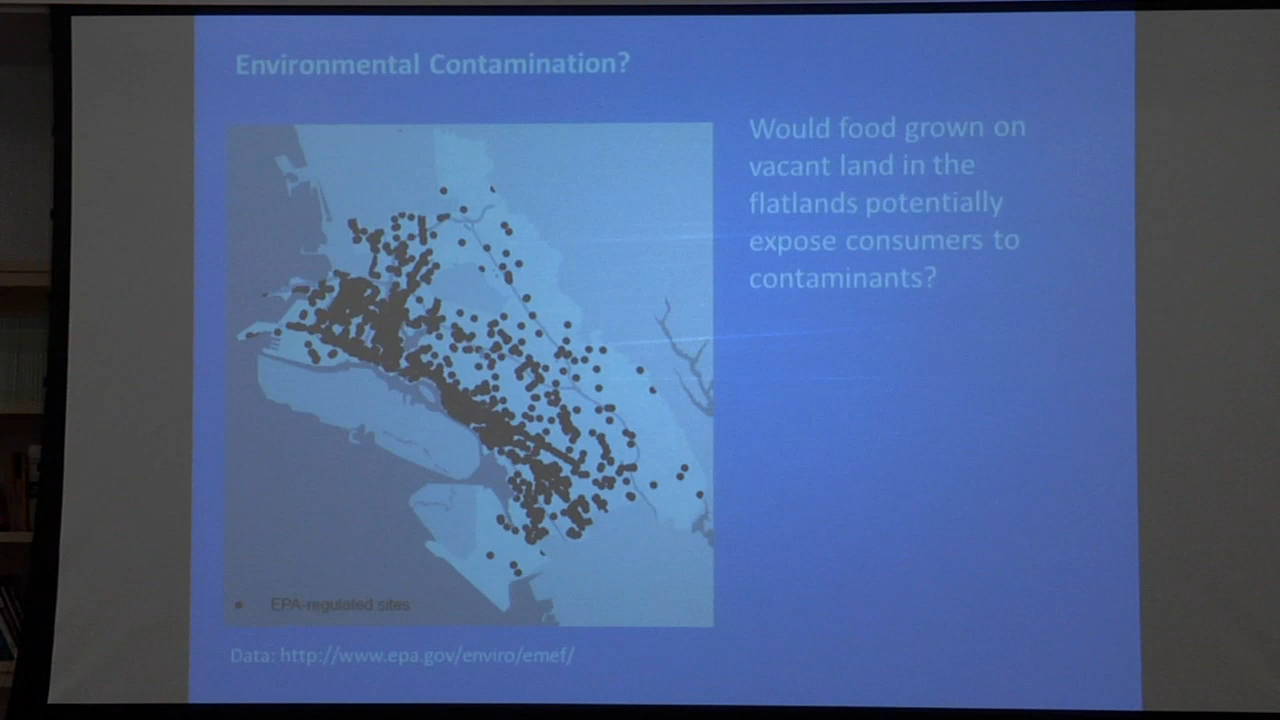 Environmental Contamination?
Would food grown on
vacant land in the
flatlands potentially
expose consumers to
contaminants?
EPA-regulated sites
Data: http://www.epa.gov/enviro/emef/